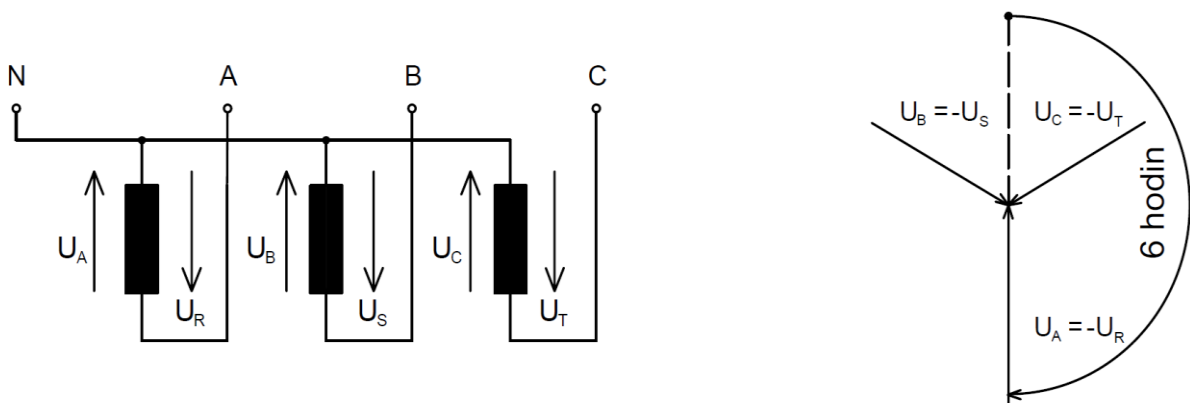 N A B C
U_A U_R U_B U_S U_C U_T
U_B = -U_S U_C = -U_T
6 hodin
U_A = -U_R